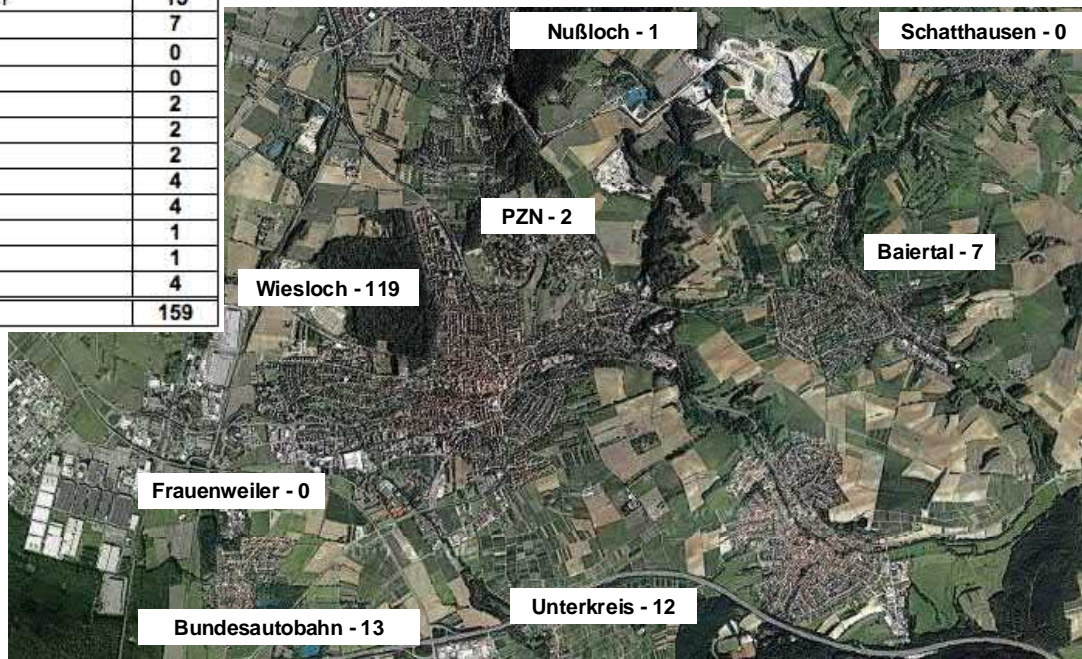 7
0
0
2
2
2
4
4
1
1
4
159
Nußloch - 1
Schatthausen - 0
PZN - 2
Baiertal - 7
Wiesloch - 119
Frauenweiler - 0
Unterkreis - 12
Bundesautobahn - 13